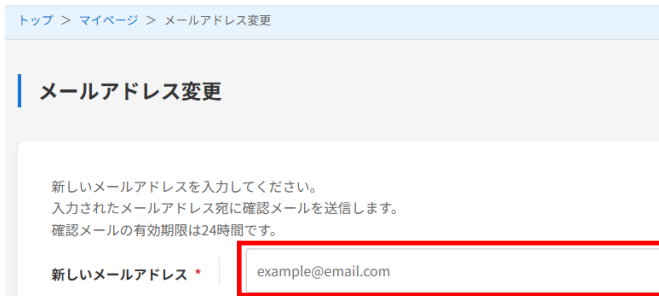 トップ > マイページ > メールアドレス変更
メールアドレス変更
新しいメールアドレスを入力してください。
入力されたメールアドレス宛に確認メールを送信します。
確認メールの有効期限は24時間です。
新しいメールアドレス * example@email.com